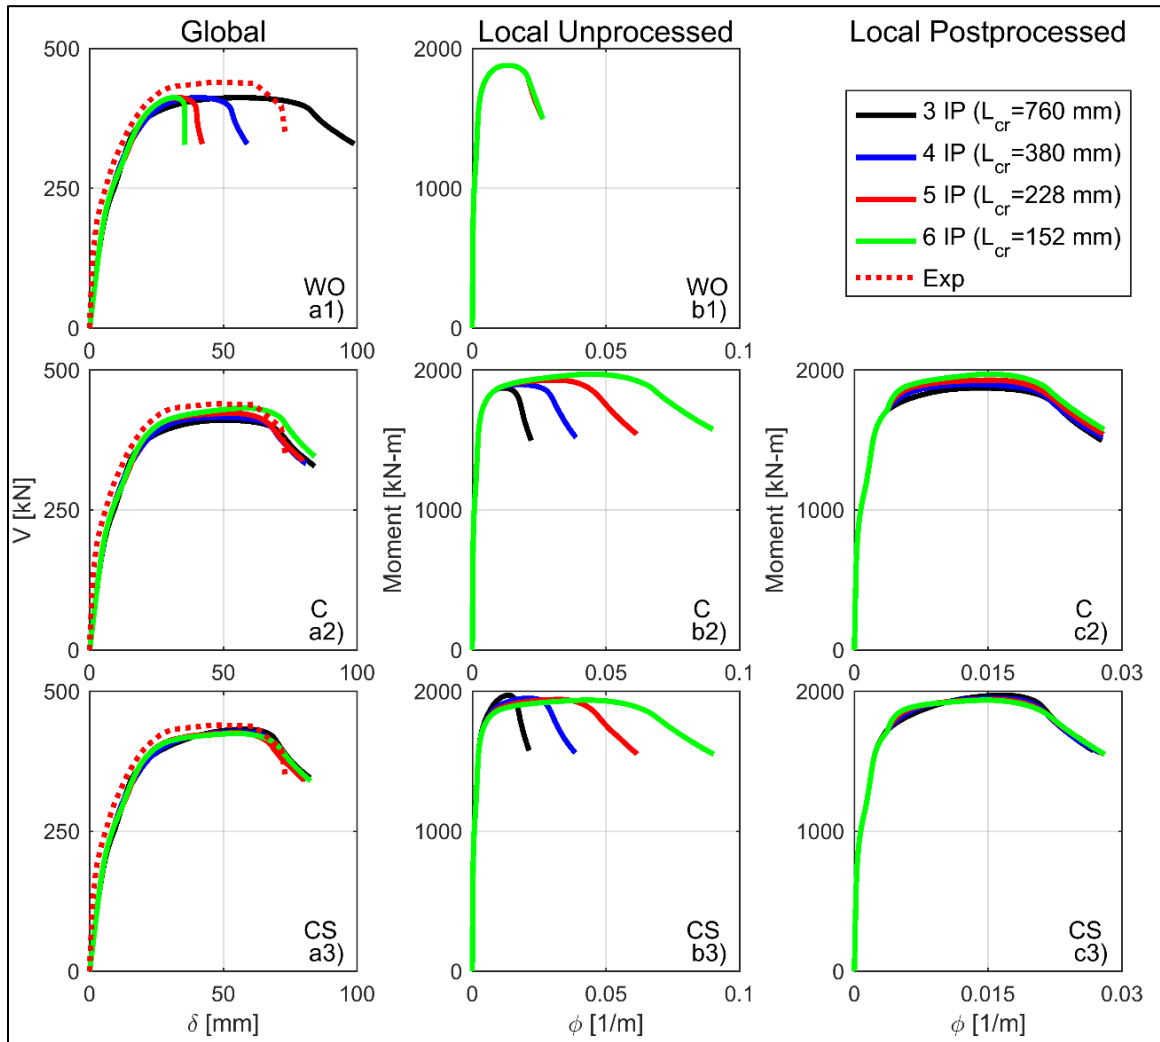 Global
Local Unprocessed
Local Postprocessed
500
250
0
0
50
100
WO
a1)
2000
1000
0
0
0.05
0.1
WO
b1)
3 IP (L_cr=760 mm)
4 IP (L_cr=380 mm)
5 IP (L_cr=228 mm)
6 IP (L_cr=152 mm)
Exp
V [kN]
500
250
0
0
50
100
C
a2)
Moment [kN-m]
2000
1000
0
0
0.05
0.1
C
b2)
Moment [kN-m]
2000
1000
0
0
0.015
0.03
C
c2)
500
250
0
0
50
100
CS
a3)
δ [mm]
2000
1000
0
0
0.05
0.1
CS
b3)
ϕ [1/m]
2000
1000
0
0
0.015
0.03
CS
c3)
ϕ [1/m]